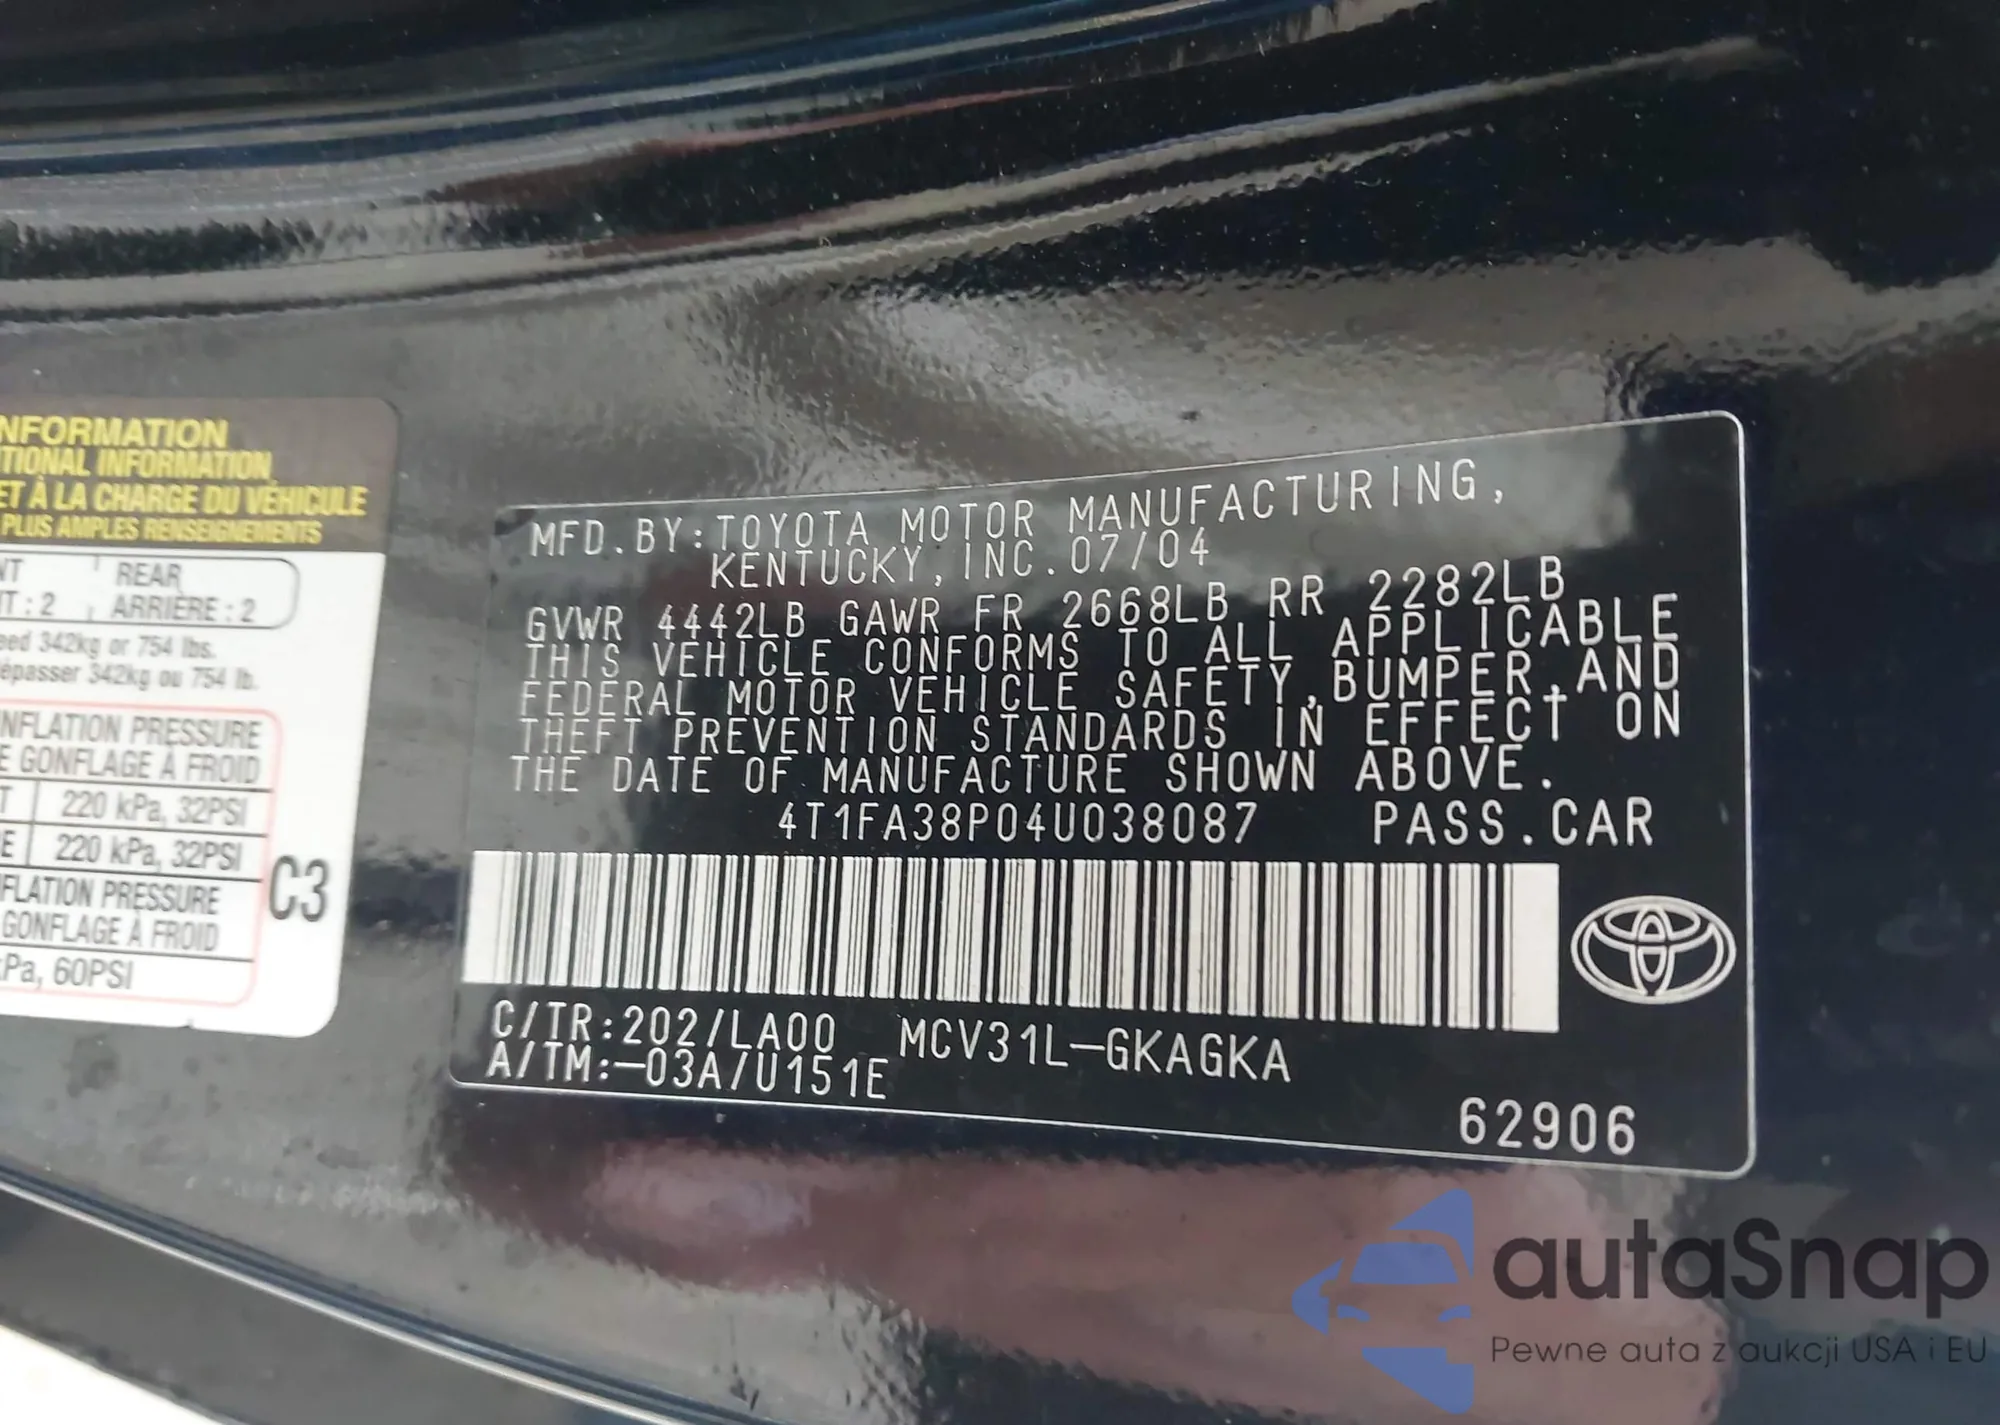 NFORMATION
TIONAL INFORMATION
ET À LA CHARGE DU VÉHICULE
PLUS AMPLES RENSEIGNEMENTS
NT REAR
T : 2 ARRIÈRE : 2
eed 342kg or 754 lbs.
épasser 342kg ou 754 lb.
NFLATION PRESSURE
E GONFLAGE À FROID
T 220 kPa, 32PSI
E 220 kPa, 32PSI
FLATION PRESSURE
GONFLAGE À FROID
kPa, 60PSI
C3
MFD.BY:TOYOTA MOTOR MANUFACTURING,
KENTUCKY,INC.07/04
GVWR 4442LB GAWR FR 2668LB RR 2282LB
THIS VEHICLE CONFORMS TO ALL APPLICABLE
FEDERAL MOTOR VEHICLE SAFETY,BUMPER,AND
THEFT PREVENTION STANDARDS IN EFFECT ON
THE DATE OF MANUFACTURE SHOWN ABOVE.
4T1FA38P04U038087 PASS.CAR
C/TR:202/LA00 MCV31L-GKAGKA
A/TM:-03A/U151E
62906
autaSnap
Pewne auta z aukcji USA i EU